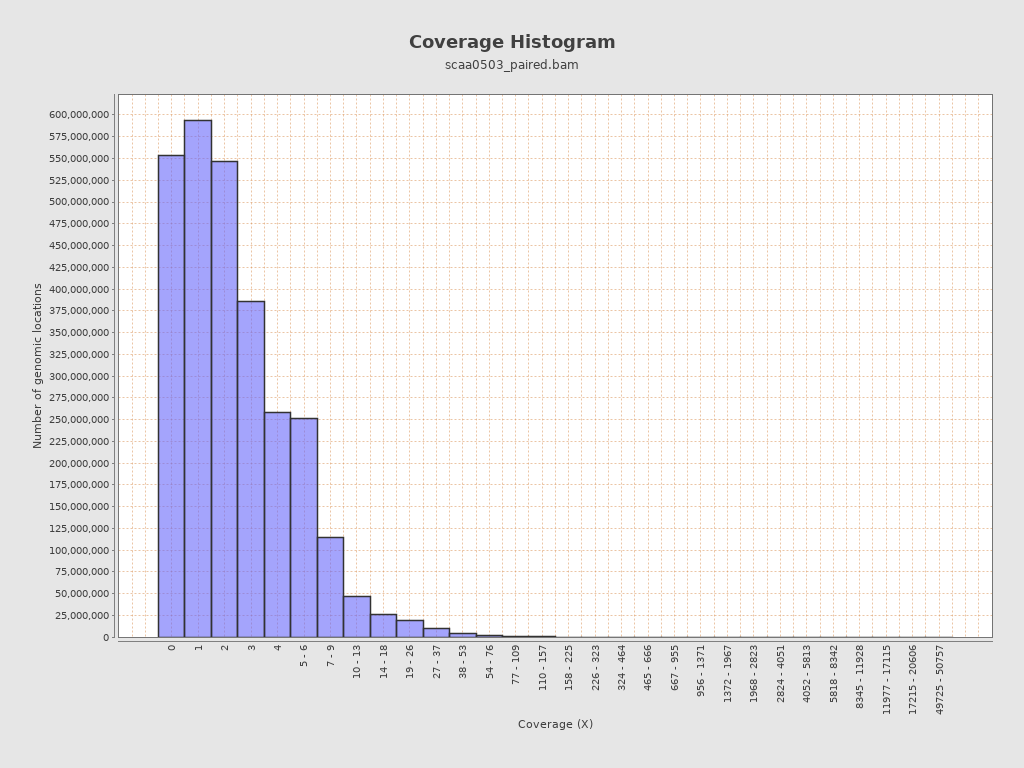 Coverage Histogram
scaa0503_paired.bam
Number of genomic locations
600,000,000
575,000,000
550,000,000
525,000,000
500,000,000
475,000,000
450,000,000
425,000,000
400,000,000
375,000,000
350,000,000
325,000,000
300,000,000
275,000,000
250,000,000
225,000,000
200,000,000
175,000,000
150,000,000
125,000,000
100,000,000
75,000,000
50,000,000
25,000,000
0
0
1
2
3
4
5 - 6
7 - 9
10 - 13
14 - 18
19 - 26
27 - 37
38 - 53
54 - 76
77 - 109
110 - 157
158 - 225
226 - 323
324 - 464
465 - 666
667 - 955
956 - 1371
1372 - 1967
1968 - 2823
2824 - 4051
4052 - 5813
5818 - 8342
8345 - 11928
11977 - 17115
17215 - 20606
49725 - 50757
Coverage (X)